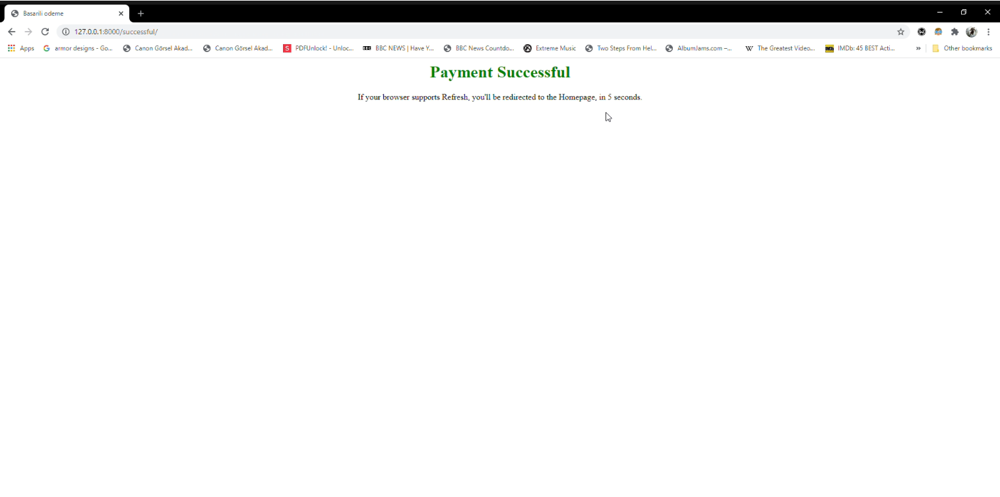 Basarili odeme
127.0.0.1:8000/successful/
Apps armor designs - Go... Canon Görsel Akad... Canon Görsel Akad... S PDFUnlock! - Unloc... BBC BBC NEWS | Have Y... BBC News Countdo... Extreme Music Two Steps From Hel... AlbumJams.com –... W The Greatest Video... IMDb IMDb: 45 BEST Acti... » Other bookmarks
Payment Successful
If your browser supports Refresh, you'll be redirected to the Homepage, in 5 seconds.